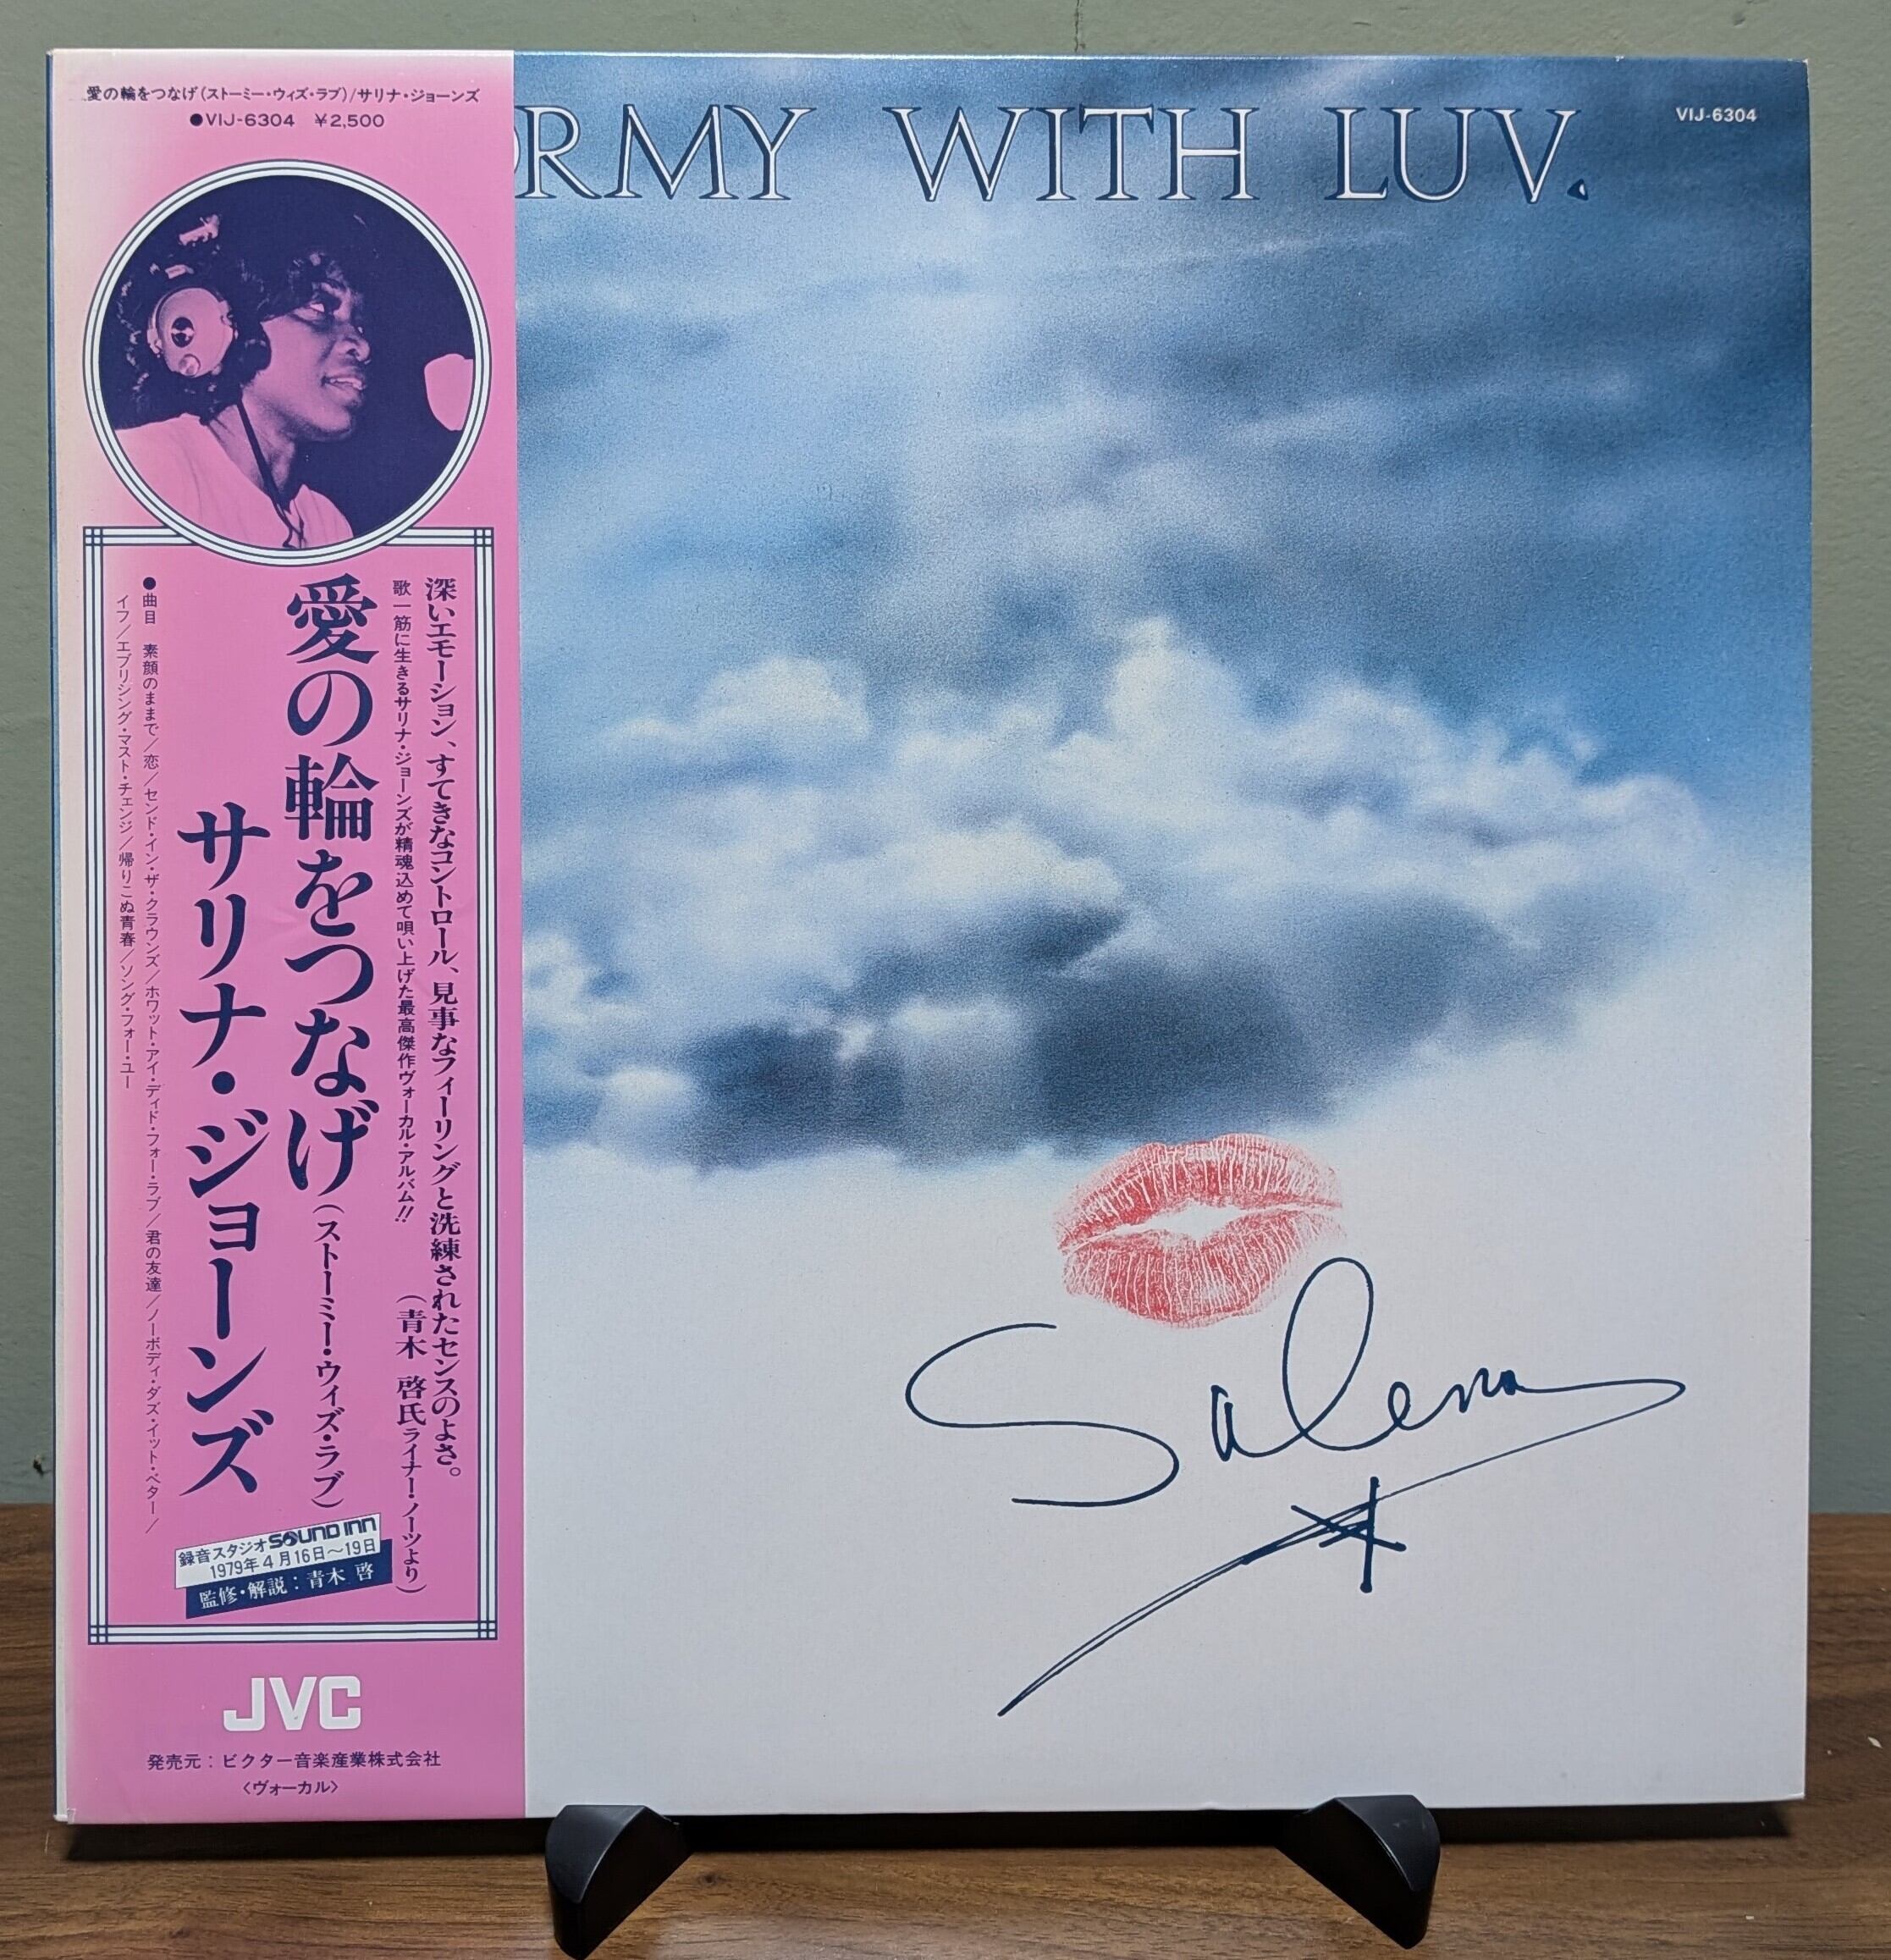 愛の輪をつなげ(ストーミー・ウィズ・ラブ)/サリナ・ジョーンズ
●VIJ-6304 ¥2,500
深いエモーション、すてきなコントロール、見事なフィーリングと洗練されたセンスのよさ。
歌一筋に生きるサリナ・ジョーンズが精魂込めて唄い上げた最高傑作ヴォーカル・アルバム!!
(青木 啓氏ライナー・ノーツより)
愛の輪をつなげ(ストーミー・ウィズ・ラブ)
サリナ・ジョーンズ
●曲目 素顔のままで/恋/センド・イン・ザ・クラウンズ/ホワット・アイ・ディド・フォー・ラブ/君の友達/ノーボディ・ダズ・イット・ベター/
イフ/エブリシング・マスト・チェンジ/帰りこぬ青春/ソング・フォー・ユー
録音スタジオSOUND INN
1979年4月16日〜19日
監修・解説:青木 啓
JVC
発売元:ビクター音楽産業株式会社
〈ヴォーカル〉
ORMY WITH LUV.
VIJ-6304
Salena